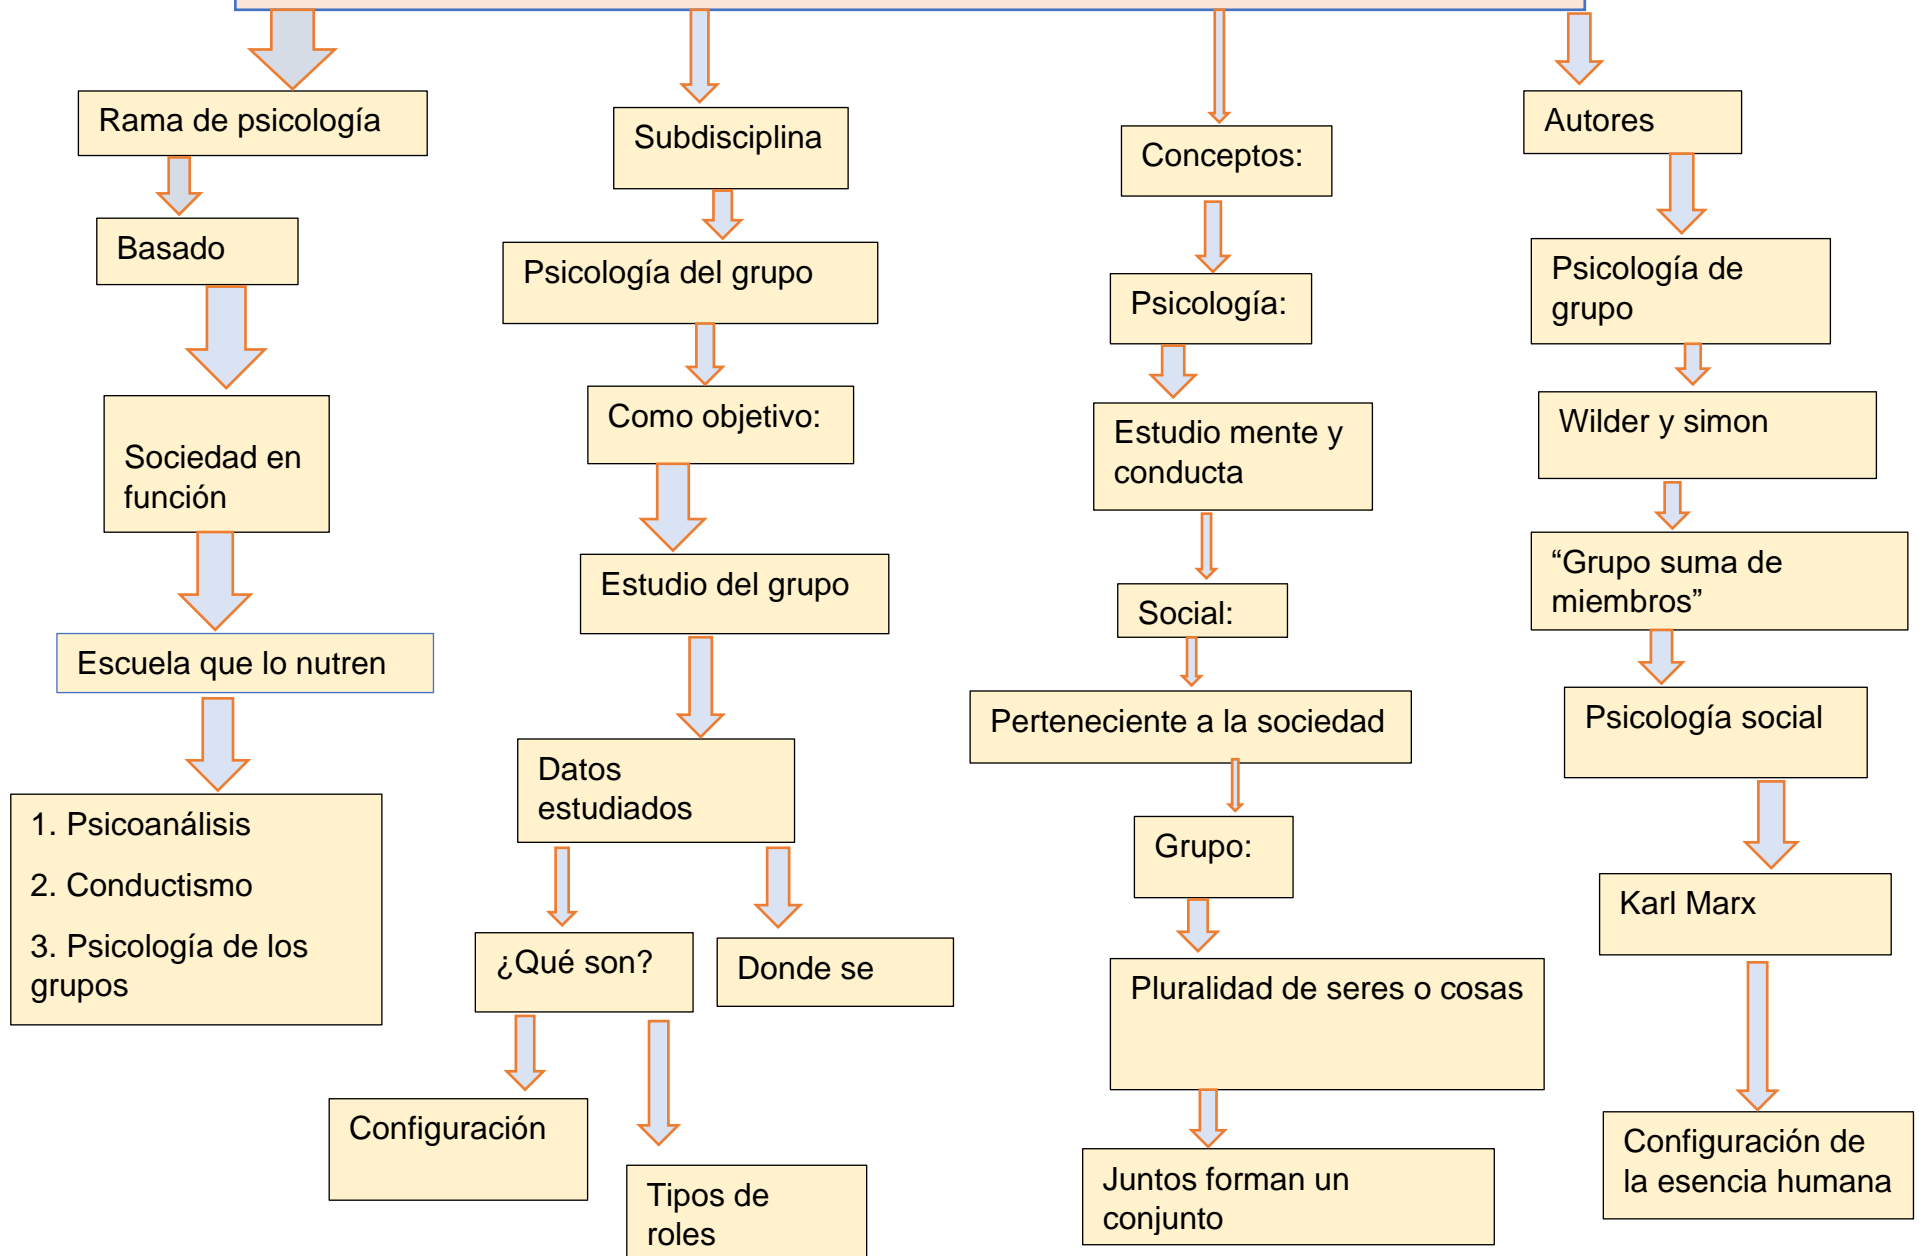 Rama de psicología
Basado
Sociedad en
función
Escuela que lo nutren
1. Psicoanálisis
2. Conductismo
3. Psicología de los
grupos
Subdisciplina
Psicología del grupo
Como objetivo:
Estudio del grupo
Datos
estudiados
¿Qué son?
Donde se
Configuración
Tipos de
roles
Conceptos:
Psicología:
Estudio mente y
conducta
Social:
Perteneciente a la sociedad
Grupo:
Pluralidad de seres o cosas
Juntos forman un
conjunto
Autores
Psicología de
grupo
Wilder y simon
“Grupo suma de
miembros”
Psicología social
Karl Marx
Configuración de
la esencia humana